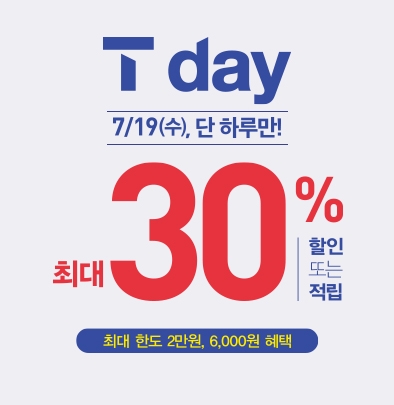 T day
7/19(수), 단 하루만!
최대 30%
할인
또는
적립
최대 한도 2만원, 6,000원 혜택